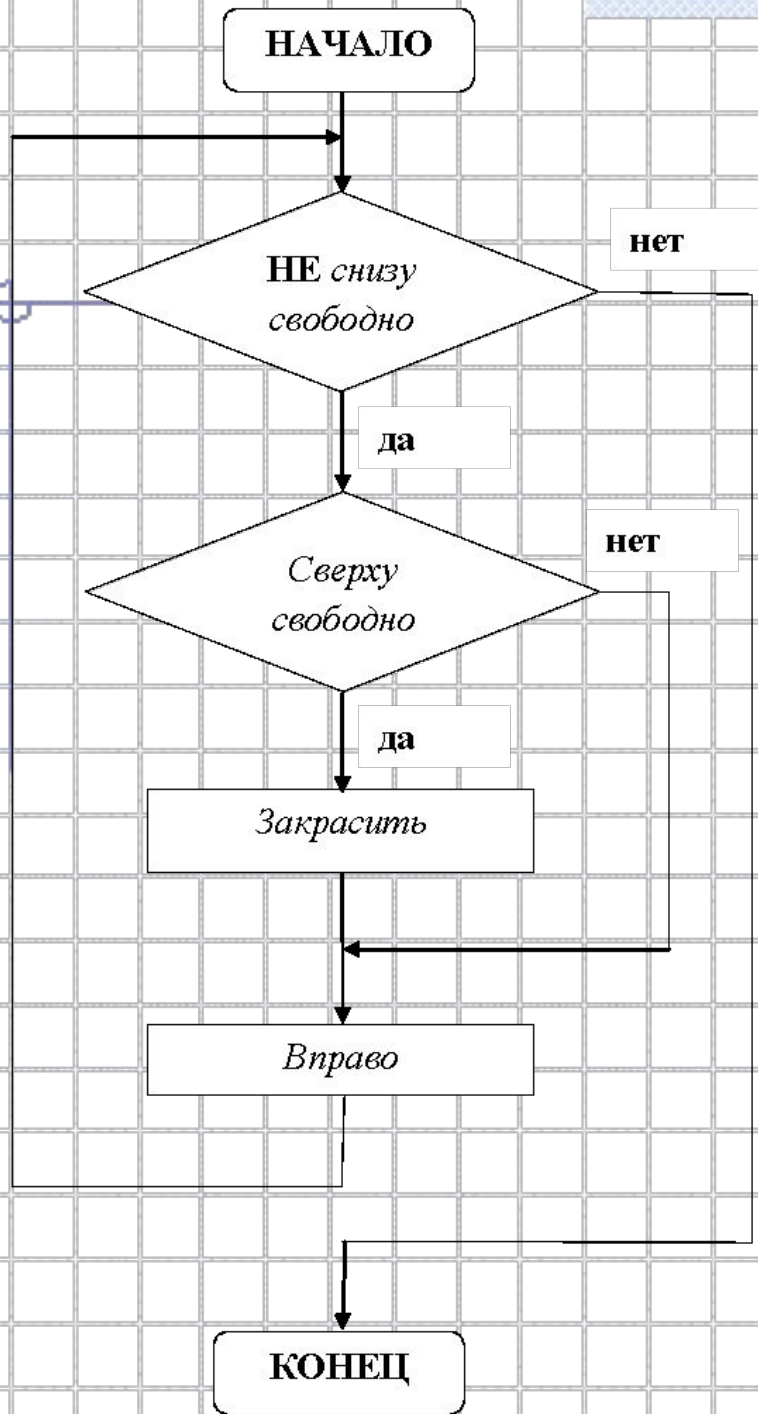 НАЧАЛО
нет
НЕ снизу
свободно
да
нет
Сверху
свободно
да
Закрасить
Вправо
КОНЕЦ